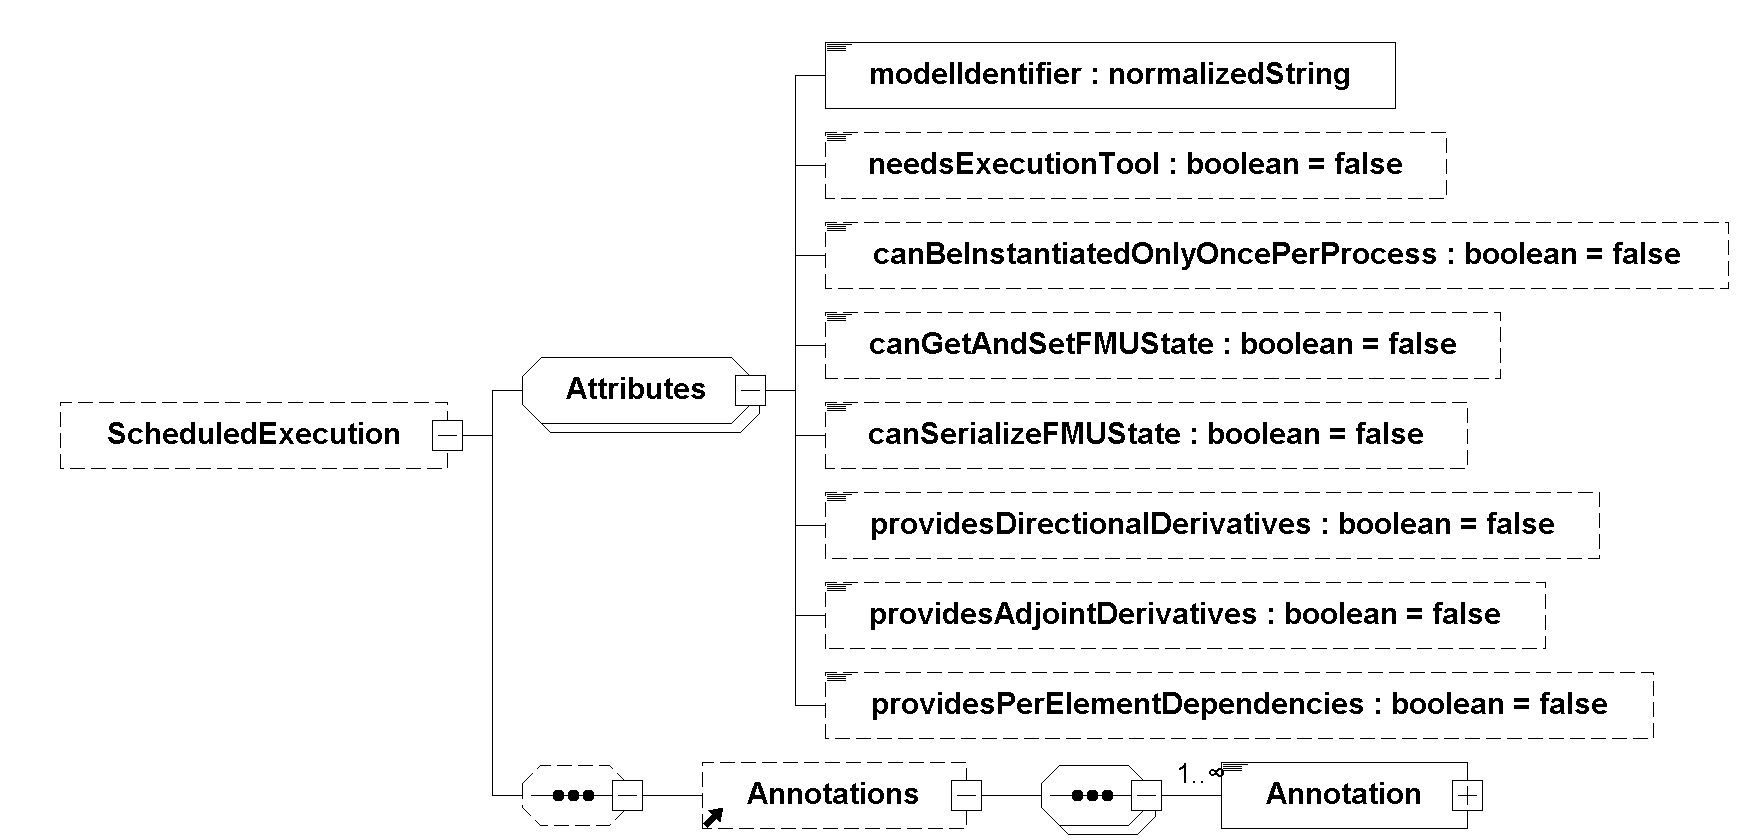 modelIdentifier : normalizedString
needsExecutionTool : boolean = false
canBeInstantiatedOnlyOncePerProcess : boolean = false
canGetAndSetFMUState : boolean = false
Attributes
ScheduledExecution
canSerializeFMUState : boolean = false
providesDirectionalDerivatives : boolean = false
providesAdjointDerivatives : boolean = false
providesPerElementDependencies : boolean = false
1..∞
Annotations
Annotation